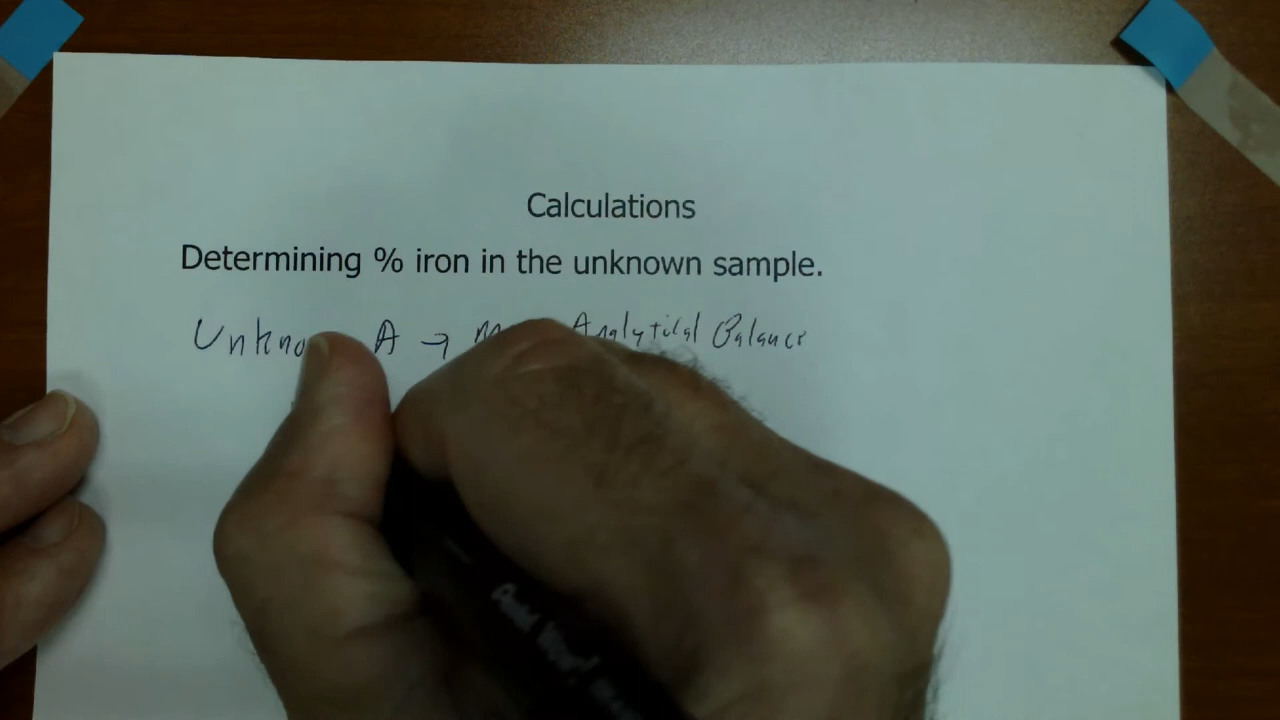 Calculations
Determining % iron in the unknown sample.
A → Analytical Balance